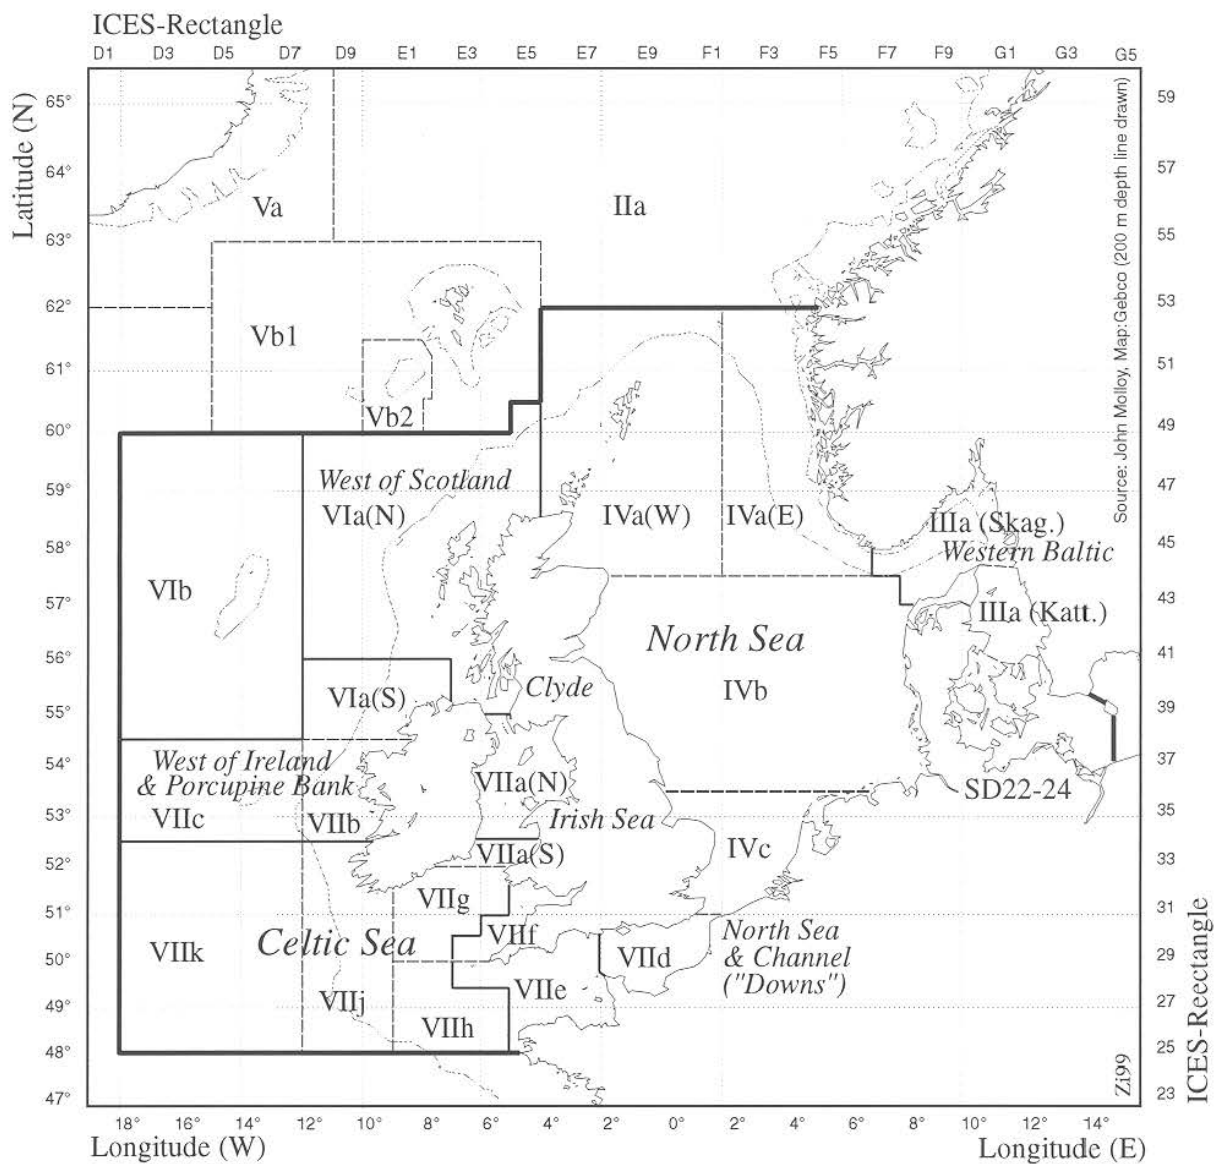 ICES-Rectangle
D1 D3 D5 D7 D9 E1 E3 E5 E7 E9 F1 F3 F5 F7 F9 G1 G3 G5
Latitude (N)
65°
64°
63°
62°
61°
60°
59°
58°
57°
56°
55°
54°
53°
52°
51°
50°
49°
48°
47°
Va
IIa
Vb1
Vb2
West of Scotland
VIa(N)
IVa(W)
IVa(E)
IIIa (Skag.)
Western Baltic
VIb
IIIa (Katt.)
North Sea
Clyde
IVb
VIa(S)
West of Ireland
& Porcupine Bank
VIIa(N)
SD22-24
VIIc
VIIb
Irish Sea
VIIa(S)
IVc
VIIg
VIIf
VIIk
Celtic Sea
VIId
North Sea
& Channel
("Downs")
VIIj
VIIe
VIIh
Source: John Molloy, Map:Gebco (200 m depth line drawn)
Zi99
59
57
55
53
51
49
47
45
43
41
39
37
35
33
31
29
27
25
23
ICES-Rectangle
18° 14° 12° 10° 8° 6° 4° 2° 0° 2° 4° 6° 8° 10° 12° 14°
Longitude (W)
Longitude (E)